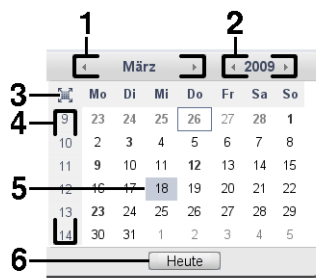 1 2
März 2009
3 Mo Di Mi Do Fr Sa So
4 9 23 24 25 26 27 28 1
10 2 3 4 5 6 7 8
11 9 10 11 12 13 14 15
5 12 16 17 18 19 20 21 22
13 23 24 25 26 27 28 29
14 30 31 1 2 3 4 5
6 Heute